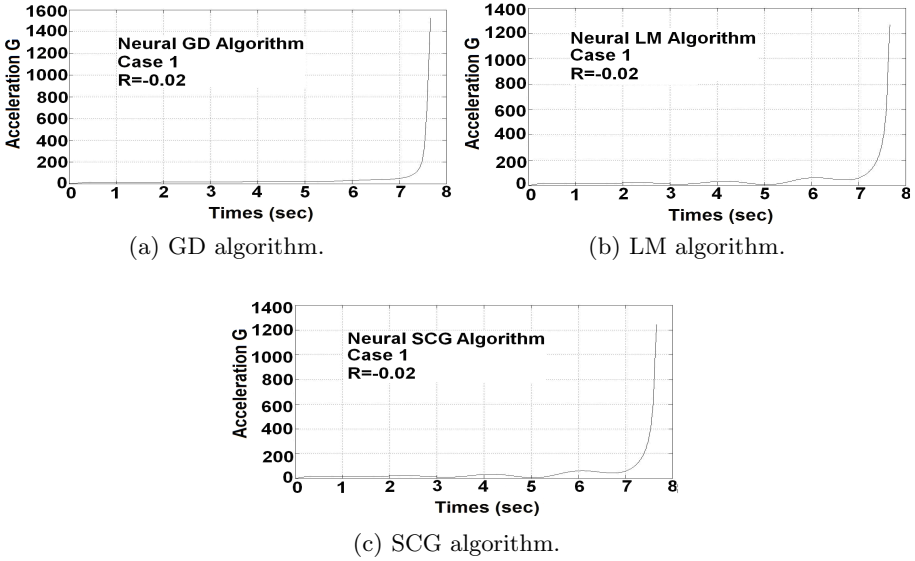 1600
1400
1200
1000
800
600
400
200
0
Acceleration G
Neural GD Algorithm
Case 1
R=-0.02
0 1 2 3 4 5 6 7 8
Times (sec)
(a) GD algorithm.
1400
1200
1000
800
600
400
200
0
Acceleration G
Neural LM Algorithm
Case 1
R=-0.02
0 1 2 3 4 5 6 7 8
Times (sec)
(b) LM algorithm.
1400
1200
1000
800
600
400
200
0
Acceleration G
Neural SCG Algorithm
Case 1
R=-0.02
0 1 2 3 4 5 6 7 8
Times (sec)
(c) SCG algorithm.